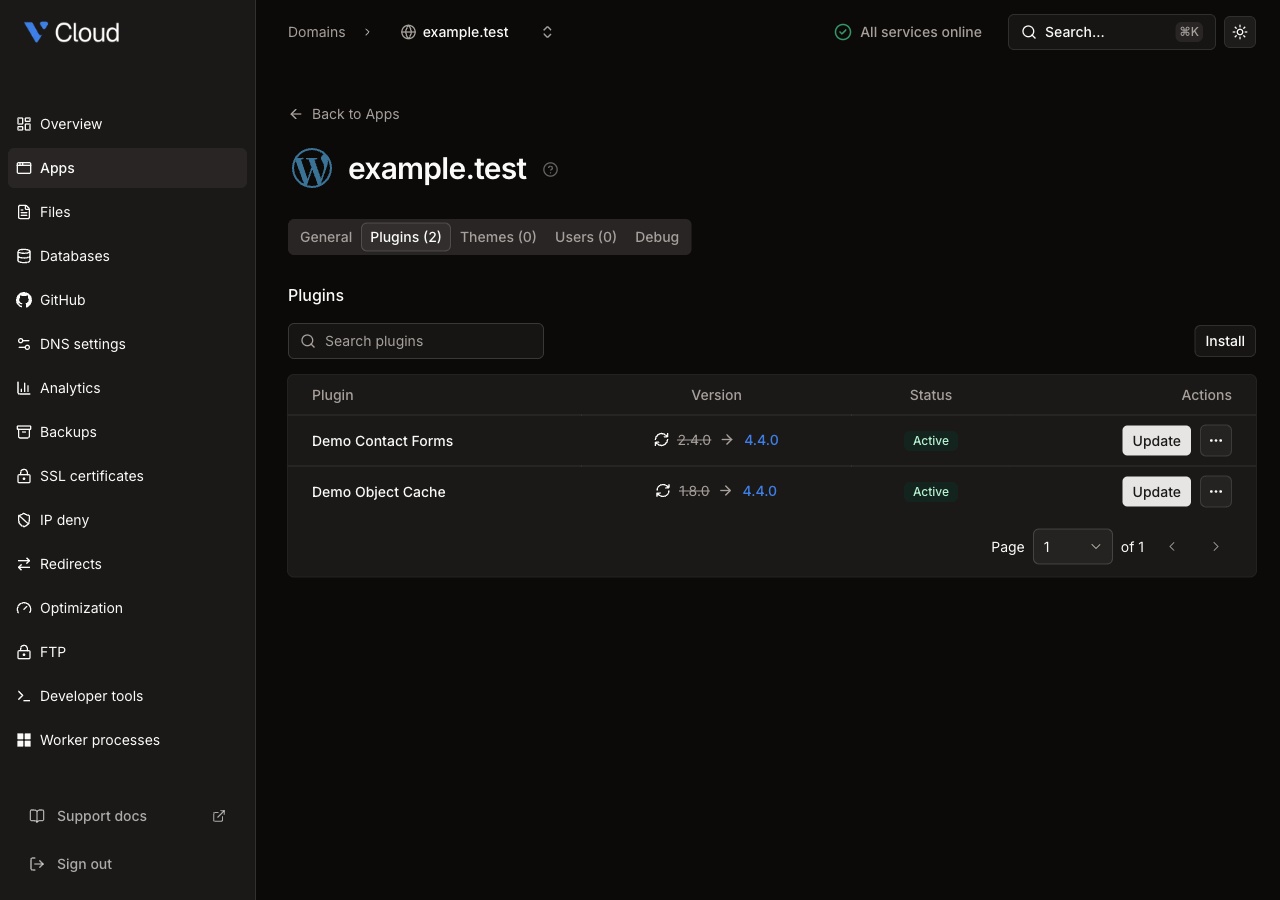 Cloud
Domains
example.test
All services online
Search...
⌘K
Overview
Apps
Files
Databases
GitHub
DNS settings
Analytics
Backups
SSL certificates
IP deny
Redirects
Optimization
FTP
Developer tools
Worker processes
Support docs
Sign out
Back to Apps
example.test
General
Plugins (2)
Themes (0)
Users (0)
Debug
Plugins
Search plugins
Install
Plugin Version Status Actions
Demo Contact Forms 2.4.0 → 4.4.0 Active Update
Demo Object Cache 1.8.0 → 4.4.0 Active Update
Page 1 of 1